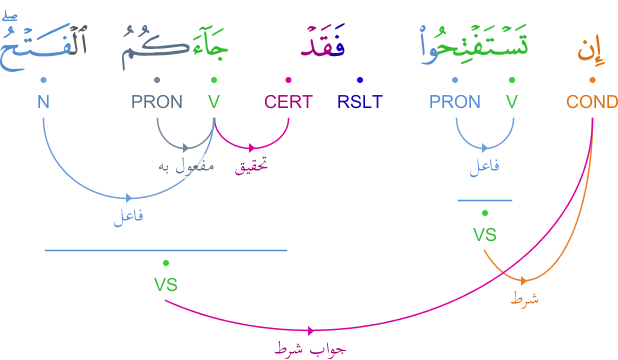 إِن تَسْتَفْتِحُوا۟ فَقَدْ جَآءَكُمُ ٱلْفَتْحُ ۖ
COND V PRON RSLT CERT V PRON N
فاعل تحقيق مفعول به
فاعل
VS
VS
شرط
جواب شرط